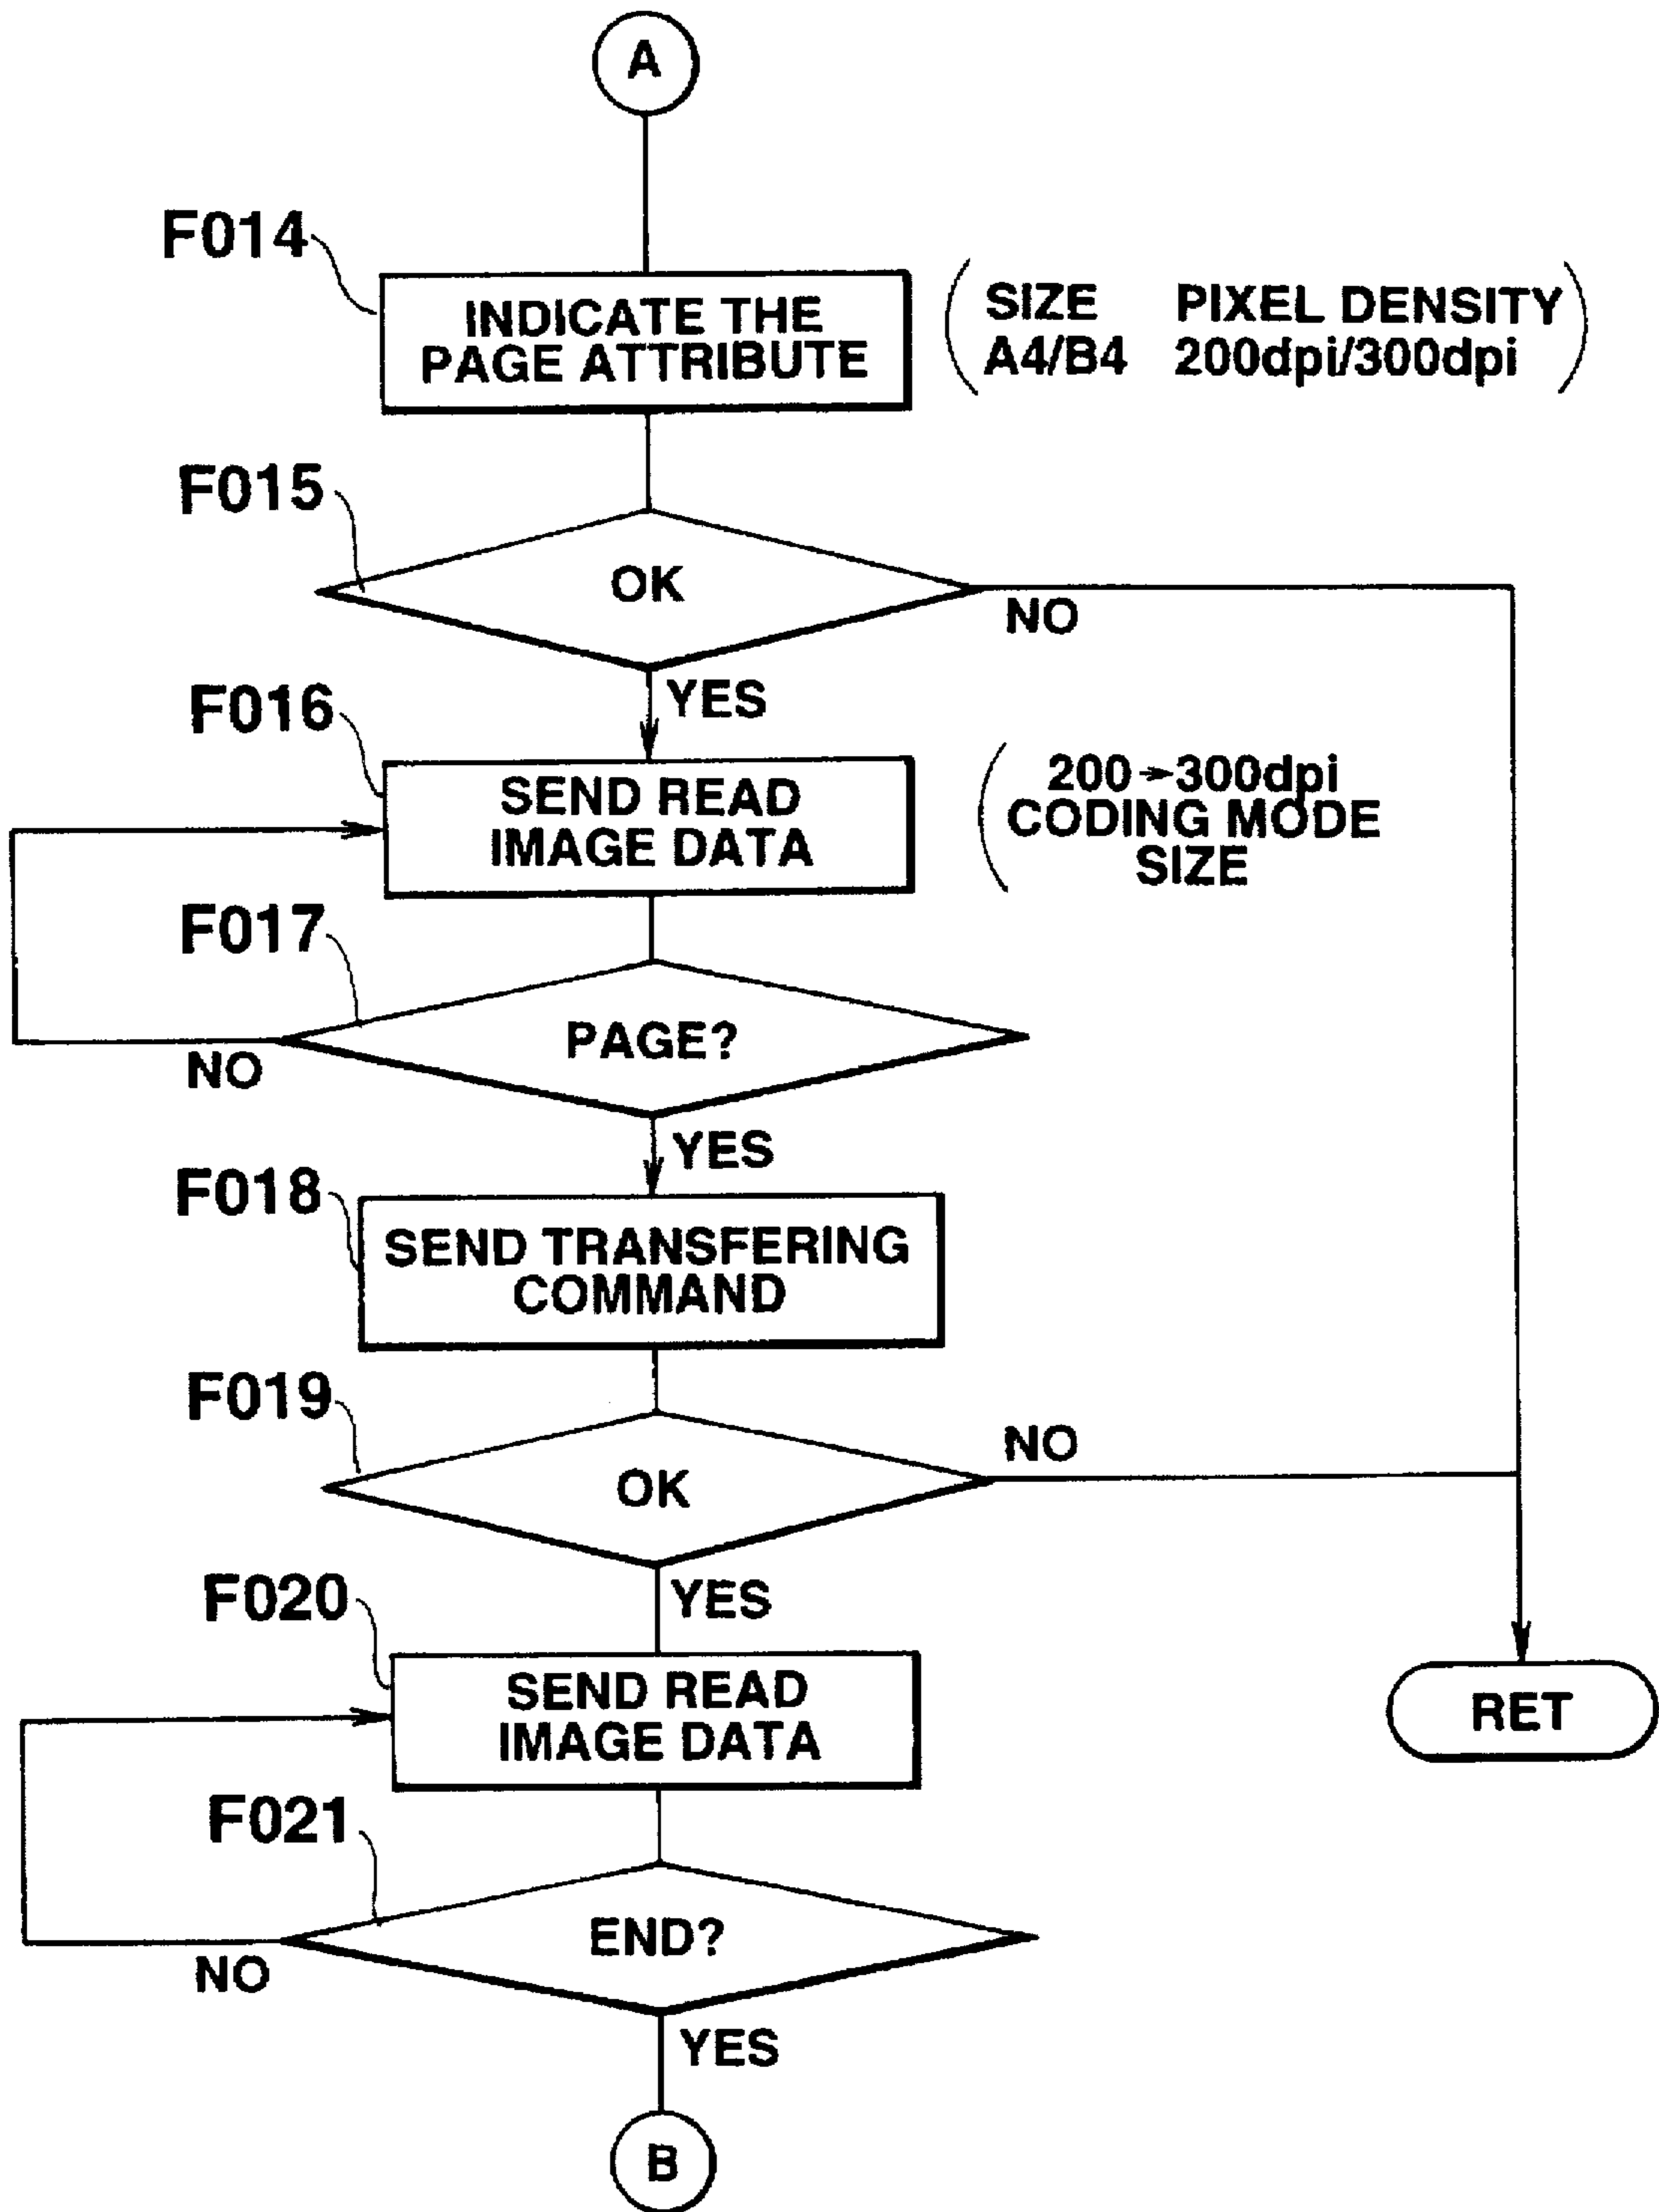 A
F014
INDICATE THE
PAGE ATTRIBUTE
SIZE PIXEL DENSITY
A4/B4 200dpi/300dpi
F015
OK
NO
YES
F016
SEND READ
IMAGE DATA
200→300dpi
CODING MODE
SIZE
F017
PAGE?
NO
YES
F018
SEND TRANSFERING
COMMAND
F019
OK
NO
YES
F020
SEND READ
IMAGE DATA
RET
F021
END?
NO
YES
B